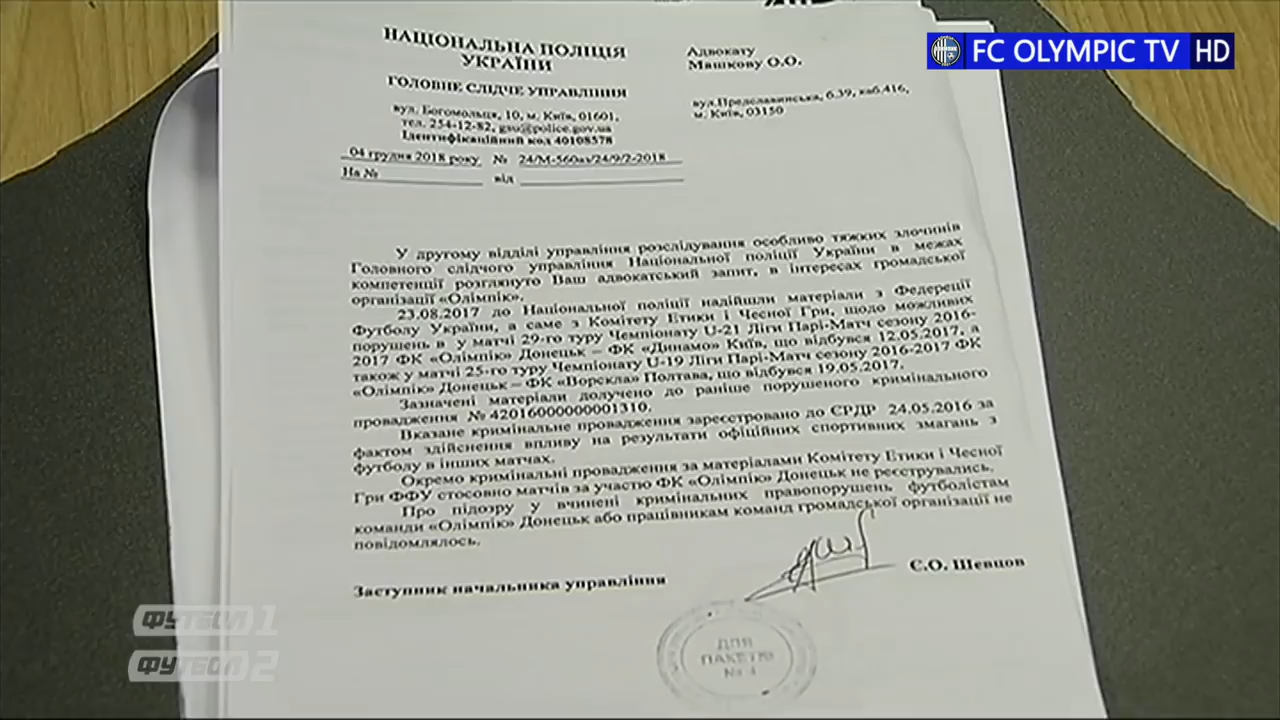 FC OLYMPIC TV HD
НАЦІОНАЛЬНА ПОЛІЦІЯ
УКРАЇНИ
ГОЛОВНЕ СЛІДЧЕ УПРАВЛІННЯ
вул. Богомольця, 10, м. Київ, 01601,
тел. 254-12-82, gsu@police.gov.ua
Ідентифікаційний код 40108578
04 грудня 2018 року № 24/М-560аз/24/9/2-2018
На № від
Адвокату
Машкову О.О.
вул.Предславинська, б.39, каб.416,
м. Київ, 03150
У другому відділі управління розслідування особливо тяжких злочинів
Головного слідчого управління Національної поліції України в межах
компетенції розглянуто Ваш адвокатський запит, в інтересах громадської
організації «Олімпік».
23.08.2017 до Національної поліції надійшли матеріали з Федереції
Футболу України, а саме з Комітету Етики і Чесної Гри, щодо можливих
порушень в у матчі 29-го туру Чемпіонату U-21 Ліги Парі-Матч сезону 2016-
2017 ФК «Олімпік» Донецьк – ФК «Динамо» Київ, що відбувся 12.05.2017, а
також у матчі 25-го туру Чемпіонату U-19 Ліги Парі-Матч сезону 2016-2017 ФК
«Олімпік» Донецьк – ФК «Ворскла» Полтава, що відбувся 19.05.2017.
Зазначені матеріали долучено до раніше порушеного кримінального
провадження № 42016000000001310.
Вказане кримінальне провадження зареєстровано до ЄРДР 24.05.2016 за
фактом здійснення впливу на результати офіційних спортивних змагань з
футболу в інших матчах.
Окремо кримінальні провадження за матеріалами Комітету Етики і Чесної
Гри ФФУ стосовно матчів за участю ФК «Олімпік» Донецьк не реєструвались.
Про підозру у вчинені кримінальних правопорушень футболістам
команди «Олімпік» Донецьк або працівникам команд громадської організації не
повідомлялось.
Заступник начальника управління Є.О. Шевцов
ДЛЯ
ПАКЕТІВ
№ 4
ФУТБОЛ 1
ФУТБОЛ 2